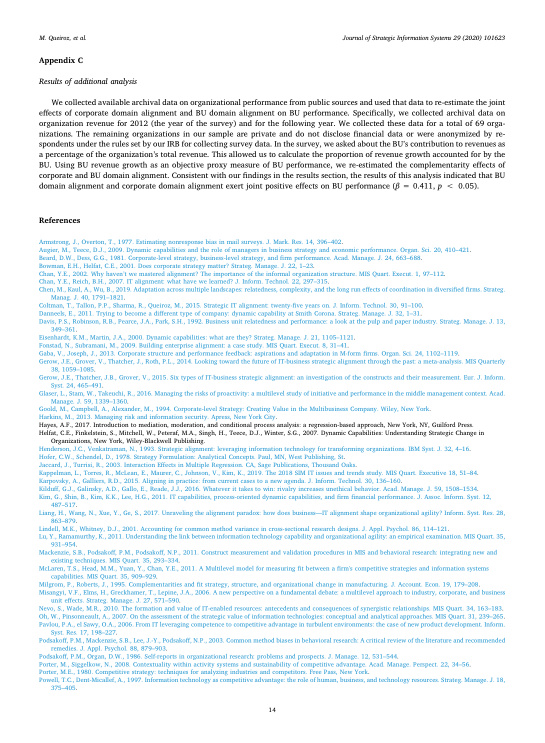 M. Queiroz, et al.
Journal of Strategic Information Systems 29 (2020) 101623
Appendix C
Results of additional analysis
We collected available archival data on organizational performance from public sources and used that data to re-estimate the joint
effects of corporate domain alignment and BU domain alignment on BU performance. Specifically, we collected archival data on
organization revenue for 2012 (the year of the survey) and for the following year. We collected these data for a total of 69 orga-
nizations. The remaining organizations in our sample are private and do not disclose financial data or were anonymized by re-
spondents under the rules set by our IRB for collecting survey data. In the survey, we asked about the BU's contribution to revenues as
a percentage of the organization's total revenue. This allowed us to calculate the proportion of revenue growth accounted for by the
BU. Using BU revenue growth as an objective proxy measure of BU performance, we re-estimated the complementarity effects of
corporate and BU domain alignment. Consistent with our findings in the results section, the results of this analysis indicated that BU
domain alignment and corporate domain alignment exert joint positive effects on BU performance (β = 0.411, p < 0.05).
References
Armstrong, J., Overton, T., 1977. Estimating nonresponse bias in mail surveys. J. Mark. Res. 14, 396–402.
Augier, M., Teece, D.J., 2009. Dynamic capabilities and the role of managers in business strategy and economic performance. Organ. Sci. 20, 410–421.
Beard, D.W., Dess, G.G., 1981. Corporate-level strategy, business-level strategy, and firm performance. Acad. Manage. J. 24, 663–688.
Bowman, E.H., Helfat, C.E., 2001. Does corporate strategy matter? Strateg. Manage. J. 22, 1–23.
Chan, Y.E., 2002. Why haven't we mastered alignment? The importance of the informal organization structure. MIS Quart. Exec. 1, 97–112.
Chan, Y.E., Reich, B.H., 2007. IT alignment: what have we learned? J. Inform. Technol. 22, 297–315.
Chen, M., Kaul, A., Wu, B., 2019. Adaptation across multiple landscapes: relatedness, complexity, and the long run effects of coordination in diversified firms. Strateg.
Manag. J. 40, 1791–1821.
Coltman, T., Tallon, P.P., Sharma, R., Queiroz, M., 2015. Strategic IT alignment: twenty-five years on. J. Inform. Technol. 30, 91–100.
Danneels, E., 2011. Trying to become a different type of company: dynamic capability at Smith Corona. Strateg. Manage. J. 32, 1–31.
Davis, P.S., Robinson, R.B., Pearce, J.A., Park, S.H., 1992. Business unit relatedness and performance: a look at the pulp and paper industry. Strateg. Manage. J. 13,
349–361.
Eisenhardt, K.M., Martin, J.A., 2000. Dynamic capabilities: what are they? Strateg. Manage. J. 21, 1105–1121.
Fonstad, N., Subramani, M., 2009. Building enterprise alignment: a case study. MIS Quart. Execut. 8, 31–41.
Gaba, V., Joseph, J., 2013. Corporate structure and performance feedback: aspirations and adaptation in M-form firms. Organ. Sci. 24, 1102–1119.
Gerow, J.E., Grover, V., Thatcher, J., Roth, P.L., 2014. Looking toward the future of IT-business strategic alignment through the past: a meta-analysis. MIS Quarterly
38, 1059–1085.
Gerow, J.E., Thatcher, J.B., Grover, V., 2015. Six types of IT-business strategic alignment: an investigation of the constructs and their measurement. Eur. J. Inform.
Syst. 24, 465–491.
Glaser, L., Stam, W., Takeuchi, R., 2016. Managing the risks of proactivity: a multilevel study of initiative and performance in the middle management context. Acad.
Manage. J. 59, 1339–1360.
Goold, M., Campbell, A., Alexander, M., 1994. Corporate-Level Strategy: Creating Value in the Multibusiness Company. Wiley, New York.
Harkins, M., 2013. Managing risk and information security. Apress, New York City.
Hayes, A.F., 2017. Introduction to mediation, moderation, and conditional process analysis: a regression-based approach, New York, NY, Guilford Press.
Helfat, C.E., Finkelstein, S., Mitchell, W., Peteraf, M.A., Singh, H., Teece, D.J., Winter, S.G., 2007. Dynamic Capabilities: Understanding Strategic Change in
Organizations, New York, Wiley-Blackwell Publishing.
Henderson, J.C., Venkatraman, N., 1993. Strategic alignment: leveraging information technology for transforming organizations. IBM Syst. J. 32, 4–16.
Hofer, C.W., Schendel, D., 1978. Strategy Formulation: Analytical Concepts. Paul, MN, West Publishing, St.
Jaccard, J., Turrisi, R., 2003. Interaction Effects in Multiple Regression. CA, Sage Publications, Thousand Oaks.
Kappelman, L., Torres, R., McLean, E., Maurer, C., Johnson, V., Kim, K., 2019. The 2018 SIM IT issues and trends study. MIS Quart. Executive 18, 51–84.
Karpovsky, A., Galliers, R.D., 2015. Aligning in practice: from current cases to a new agenda. J. Inform. Technol. 30, 136–160.
Kilduff, G.J., Galinsky, A.D., Gallo, E., Reade, J.J., 2016. Whatever it takes to win: rivalry increases unethical behavior. Acad. Manage. J. 59, 1508–1534.
Kim, G., Shin, B., Kim, K.K., Lee, H.G., 2011. IT capabilities, process-oriented dynamic capabilities, and firm financial performance. J. Assoc. Inform. Syst. 12,
487–517.
Liang, H., Wang, N., Xue, Y., Ge, S., 2017. Unraveling the alignment paradox: how does business—IT alignment shape organizational agility? Inform. Syst. Res. 28,
863–879.
Lindell, M.K., Whitney, D.J., 2001. Accounting for common method variance in cross-sectional research designs. J. Appl. Psychol. 86, 114–121.
Lu, Y., Ramamurthy, K., 2011. Understanding the link between information technology capability and organizational agility: an empirical examination. MIS Quart. 35,
931–954.
Mackenzie, S.B., Podsakoff, P.M., Podsakoff, N.P., 2011. Construct measurement and validation procedures in MIS and behavioral research: integrating new and
existing techniques. MIS Quart. 35, 293–334.
McLaren, T.S., Head, M.M., Yuan, Y., Chan, Y.E., 2011. A Multilevel model for measuring fit between a firm's competitive strategies and information systems
capabilities. MIS Quart. 35, 909–929.
Milgrom, P., Roberts, J., 1995. Complementarities and fit strategy, structure, and organizational change in manufacturing. J. Account. Econ. 19, 179–208.
Misangyi, V.F., Elms, H., Greckhamer, T., Lepine, J.A., 2006. A new perspective on a fundamental debate: a multilevel approach to industry, corporate, and business
unit effects. Strateg. Manage. J. 27, 571–590.
Nevo, S., Wade, M.R., 2010. The formation and value of IT-enabled resources: antecedents and consequences of synergistic relationships. MIS Quart. 34, 163–183.
Oh, W., Pinsonneault, A., 2007. On the assessment of the strategic value of information technologies: conceptual and analytical approaches. MIS Quart. 31, 239–265.
Pavlou, P.A., el Sawy, O.A., 2006. From IT leveraging competence to competitive advantage in turbulent environments: the case of new product development. Inform.
Syst. Res. 17, 198–227.
Podsakoff, P.M., Mackenzie, S.B., Lee, J.-Y., Podsakoff, N.P., 2003. Common method biases in behavioral research: A critical review of the literature and recommended
remedies. J. Appl. Psychol. 88, 879–903.
Podsakoff, P.M., Organ, D.W., 1986. Self-reports in organizational research: problems and prospects. J. Manage. 12, 531–544.
Porter, M., Siggelkow, N., 2008. Contextuality within activity systems and sustainability of competitive advantage. Acad. Manage. Perspect. 22, 34–56.
Porter, M.E., 1980. Competitive strategy: techniques for analyzing industries and competitors. Free Pass, New York.
Powell, T.C., Dent-Micallef, A., 1997. Information technology as competitive advantage: the role of human, business, and technology resources. Strateg. Manage. J. 18,
375–405.
14